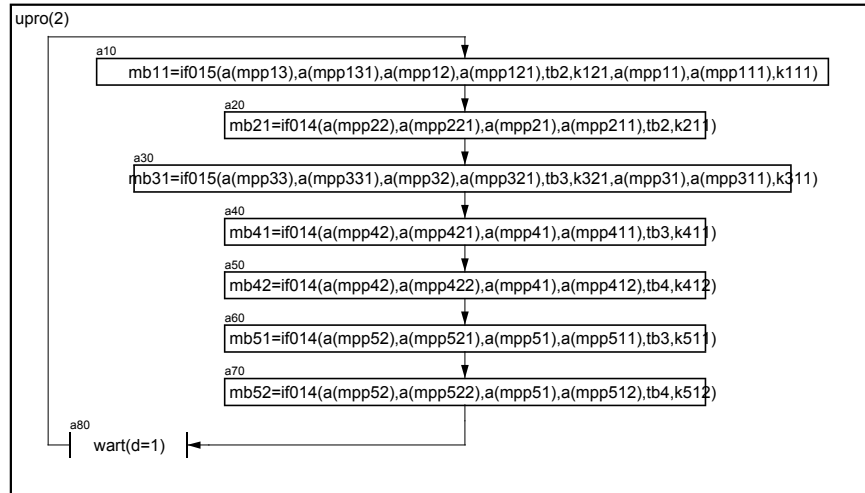 upro(2)
a10
mb11=if015(a(mpp13),a(mpp131),a(mpp12),a(mpp121),tb2,k121,a(mpp11),a(mpp111),k111)
a20
mb21=if014(a(mpp22),a(mpp221),a(mpp21),a(mpp211),tb2,k211)
a30
mb31=if015(a(mpp33),a(mpp331),a(mpp32),a(mpp321),tb3,k321,a(mpp31),a(mpp311),k311)
a40
mb41=if014(a(mpp42),a(mpp421),a(mpp41),a(mpp411),tb3,k411)
a50
mb42=if014(a(mpp42),a(mpp422),a(mpp41),a(mpp412),tb4,k412)
a60
mb51=if014(a(mpp52),a(mpp521),a(mpp51),a(mpp511),tb3,k511)
a70
mb52=if014(a(mpp52),a(mpp522),a(mpp51),a(mpp512),tb4,k512)
a80
wart(d=1)